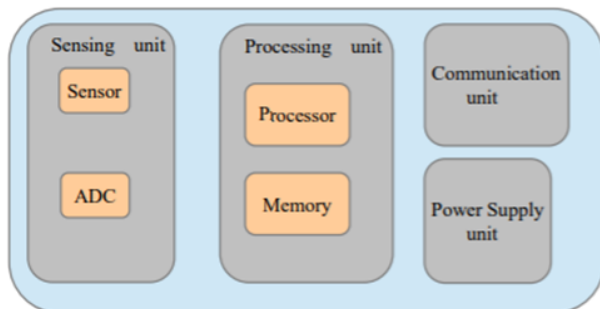 Sensing unit
Sensor
ADC
Processing unit
Processor
Memory
Communication
unit
Power Supply
unit